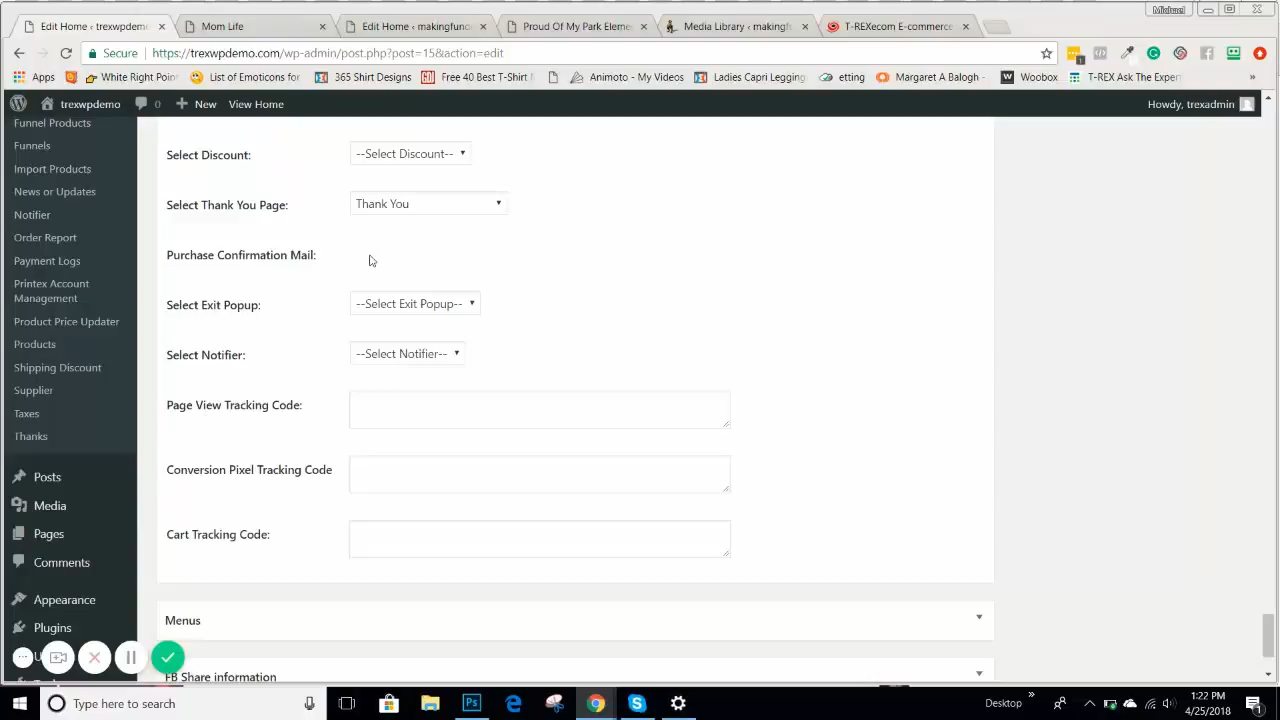 Michael
Edit Home ‹ trexwpdemo
Mom Life
Edit Home ‹ makingfunsi
Proud Of My Park Eleme
Media Library ‹ makingf
T-REXecom E-commerce
Secure
https://trexwpdemo.com/wp-admin/post.php?post=15&action=edit
Apps
White Right Poin
List of Emoticons fo
365 Shirt Designs
Free 40 Best T-Shirt
Animoto - My Videos
Ladies Capri Legging
etting
Margaret A Balogh -
Woobox
T-REX Ask The Expert
trexwpdemo
0
New
View Home
Howdy, trexadmin
Funnel Products
Funnels
Import Products
News or Updates
Notifier
Order Report
Payment Logs
Printex Account
Management
Product Price Updater
Products
Shipping Discount
Supplier
Taxes
Thanks
Posts
Media
Pages
Comments
Appearance
Plugins
Select Discount:
--Select Discount--
Select Thank You Page:
Thank You
Purchase Confirmation Mail:
Select Exit Popup:
--Select Exit Popup--
Select Notifier:
--Select Notifier--
Page View Tracking Code:
Conversion Pixel Tracking Code
Cart Tracking Code:
Menus
FB Share information
Type here to search
Ps
Desktop
1:22 PM
4/25/2018